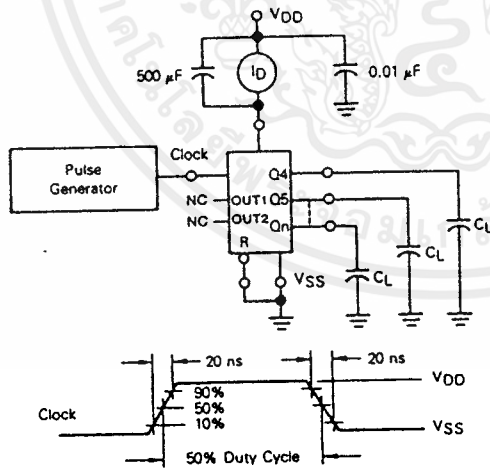 VDD
500 µF
ID
0.01 µF
Pulse
Generator
Clock
NC
OUT1
NC
OUT2
R
Q4
Q5
Qn
VSS
CL
CL
CL
20 ns
20 ns
90%
50%
10%
Clock
VDD
VSS
50% Duty Cycle